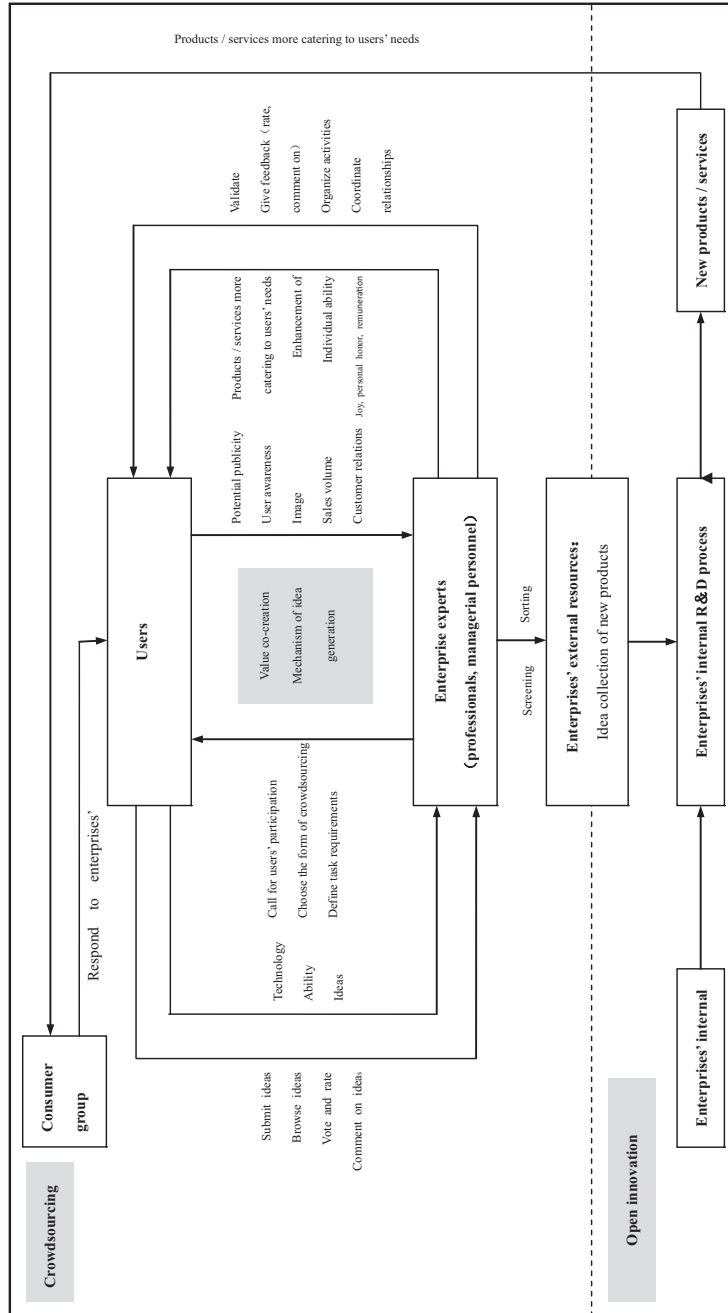 Crowdsourcing
Consumer
group
Respond to enterprises’
Products / services more catering to users’ needs
Users
Submit ideas
Browse ideas
Vote and rate
Comment on ideas
Technology
Ability
Ideas
Call for users’ participation
Choose the form of crowdsourcing
Define task requirements
Value co-creation
Mechanism of idea
generation
Potential publicity
User awareness
Image
Sales volume
Customer relations
Products / services more
catering to users’ needs
Enhancement of
Individual ability
Joy, personal honor, remuneration
Validate
Give feedback (rate,
comment on)
Organize activities
Coordinate
relationships
Enterprise experts
(professionals, managerial personnel)
Screening
Sorting
Enterprises’ external resources:
Idea collection of new products
Open innovation
Enterprises’ internal
Enterprises’ internal R&D process
New products / services